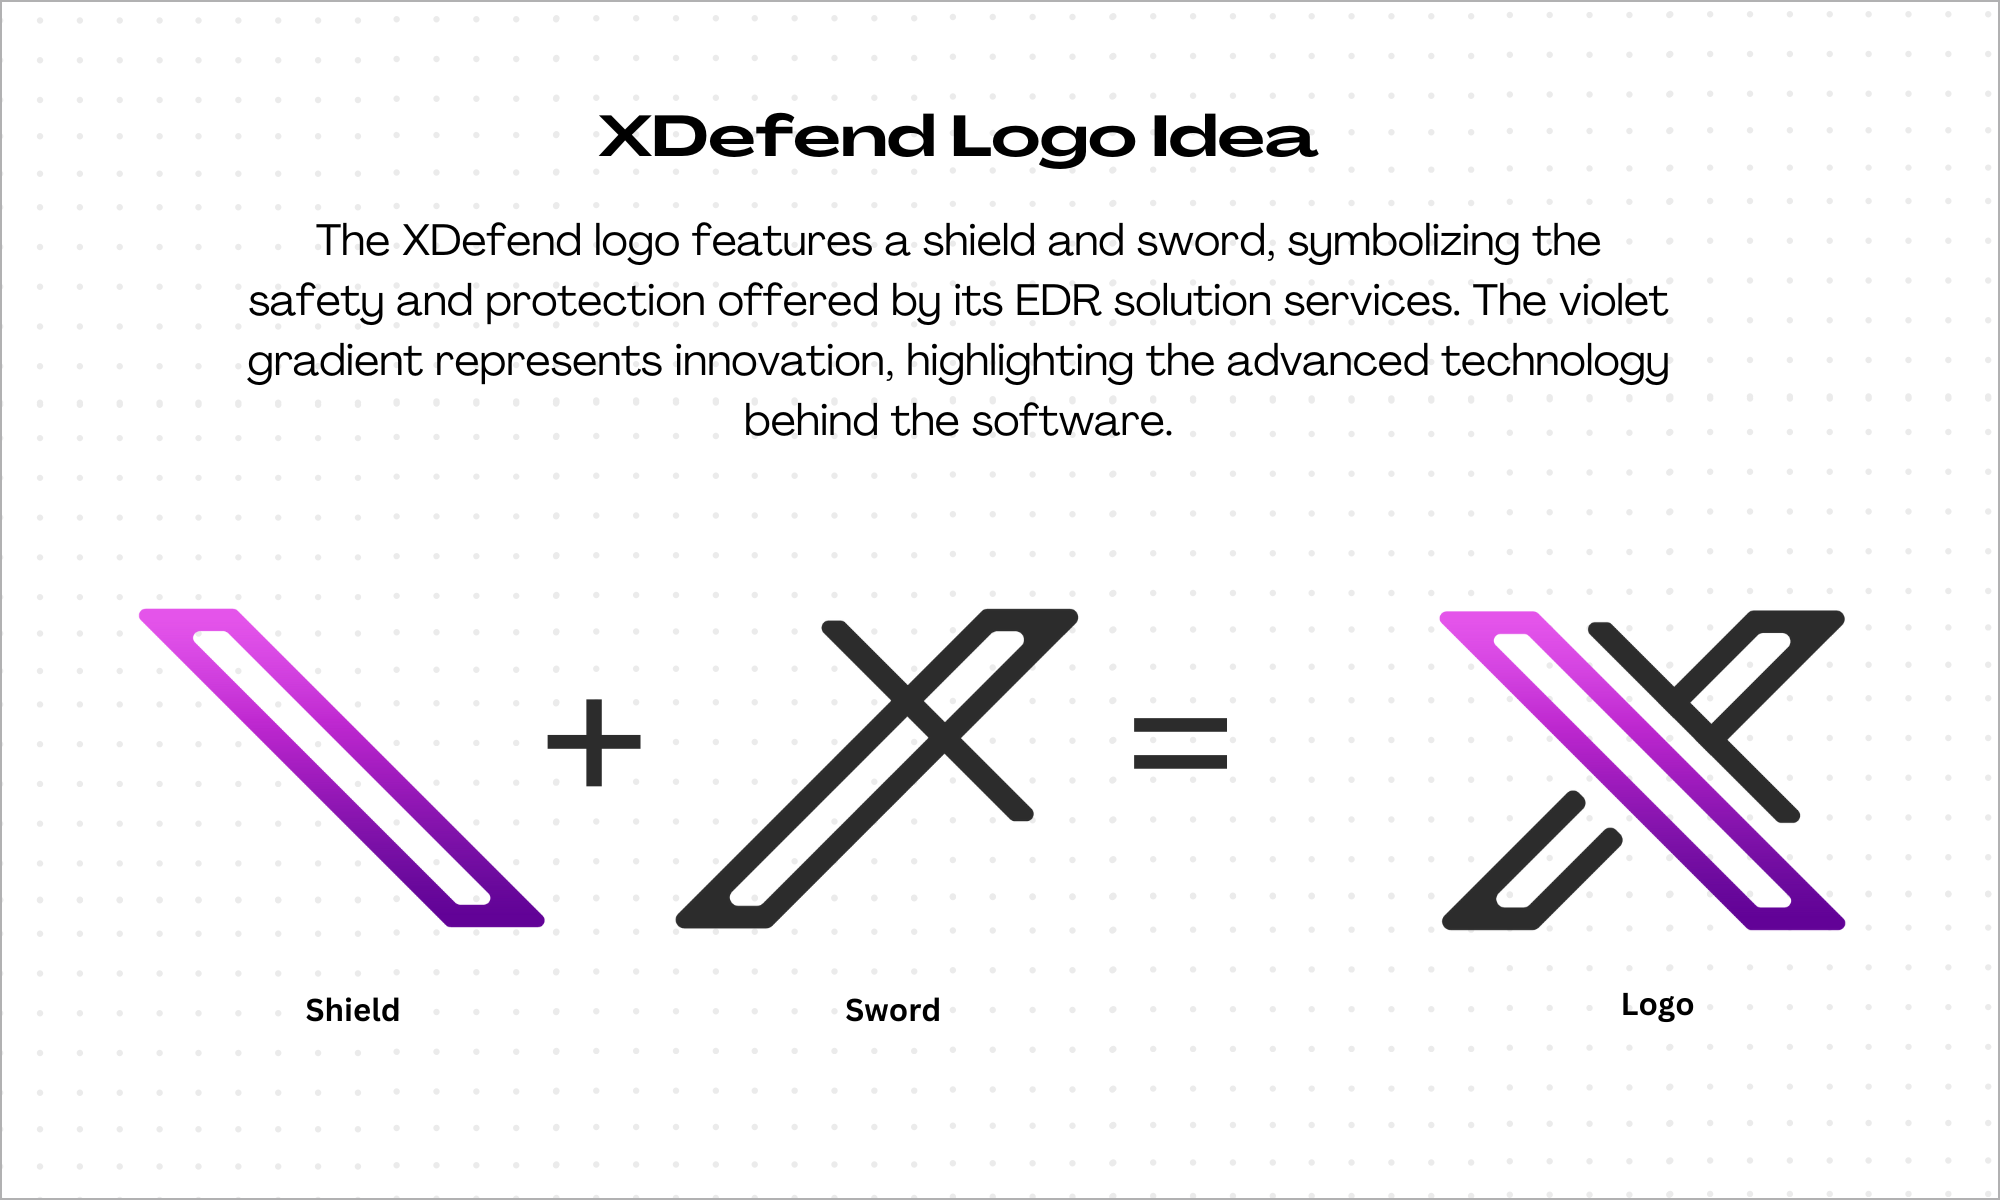 XDefend Logo Idea
The XDefend logo features a shield and sword, symbolizing the
safety and protection offered by its EDR solution services. The violet
gradient represents innovation, highlighting the advanced technology
behind the software.
+
=
Shield
Sword
Logo